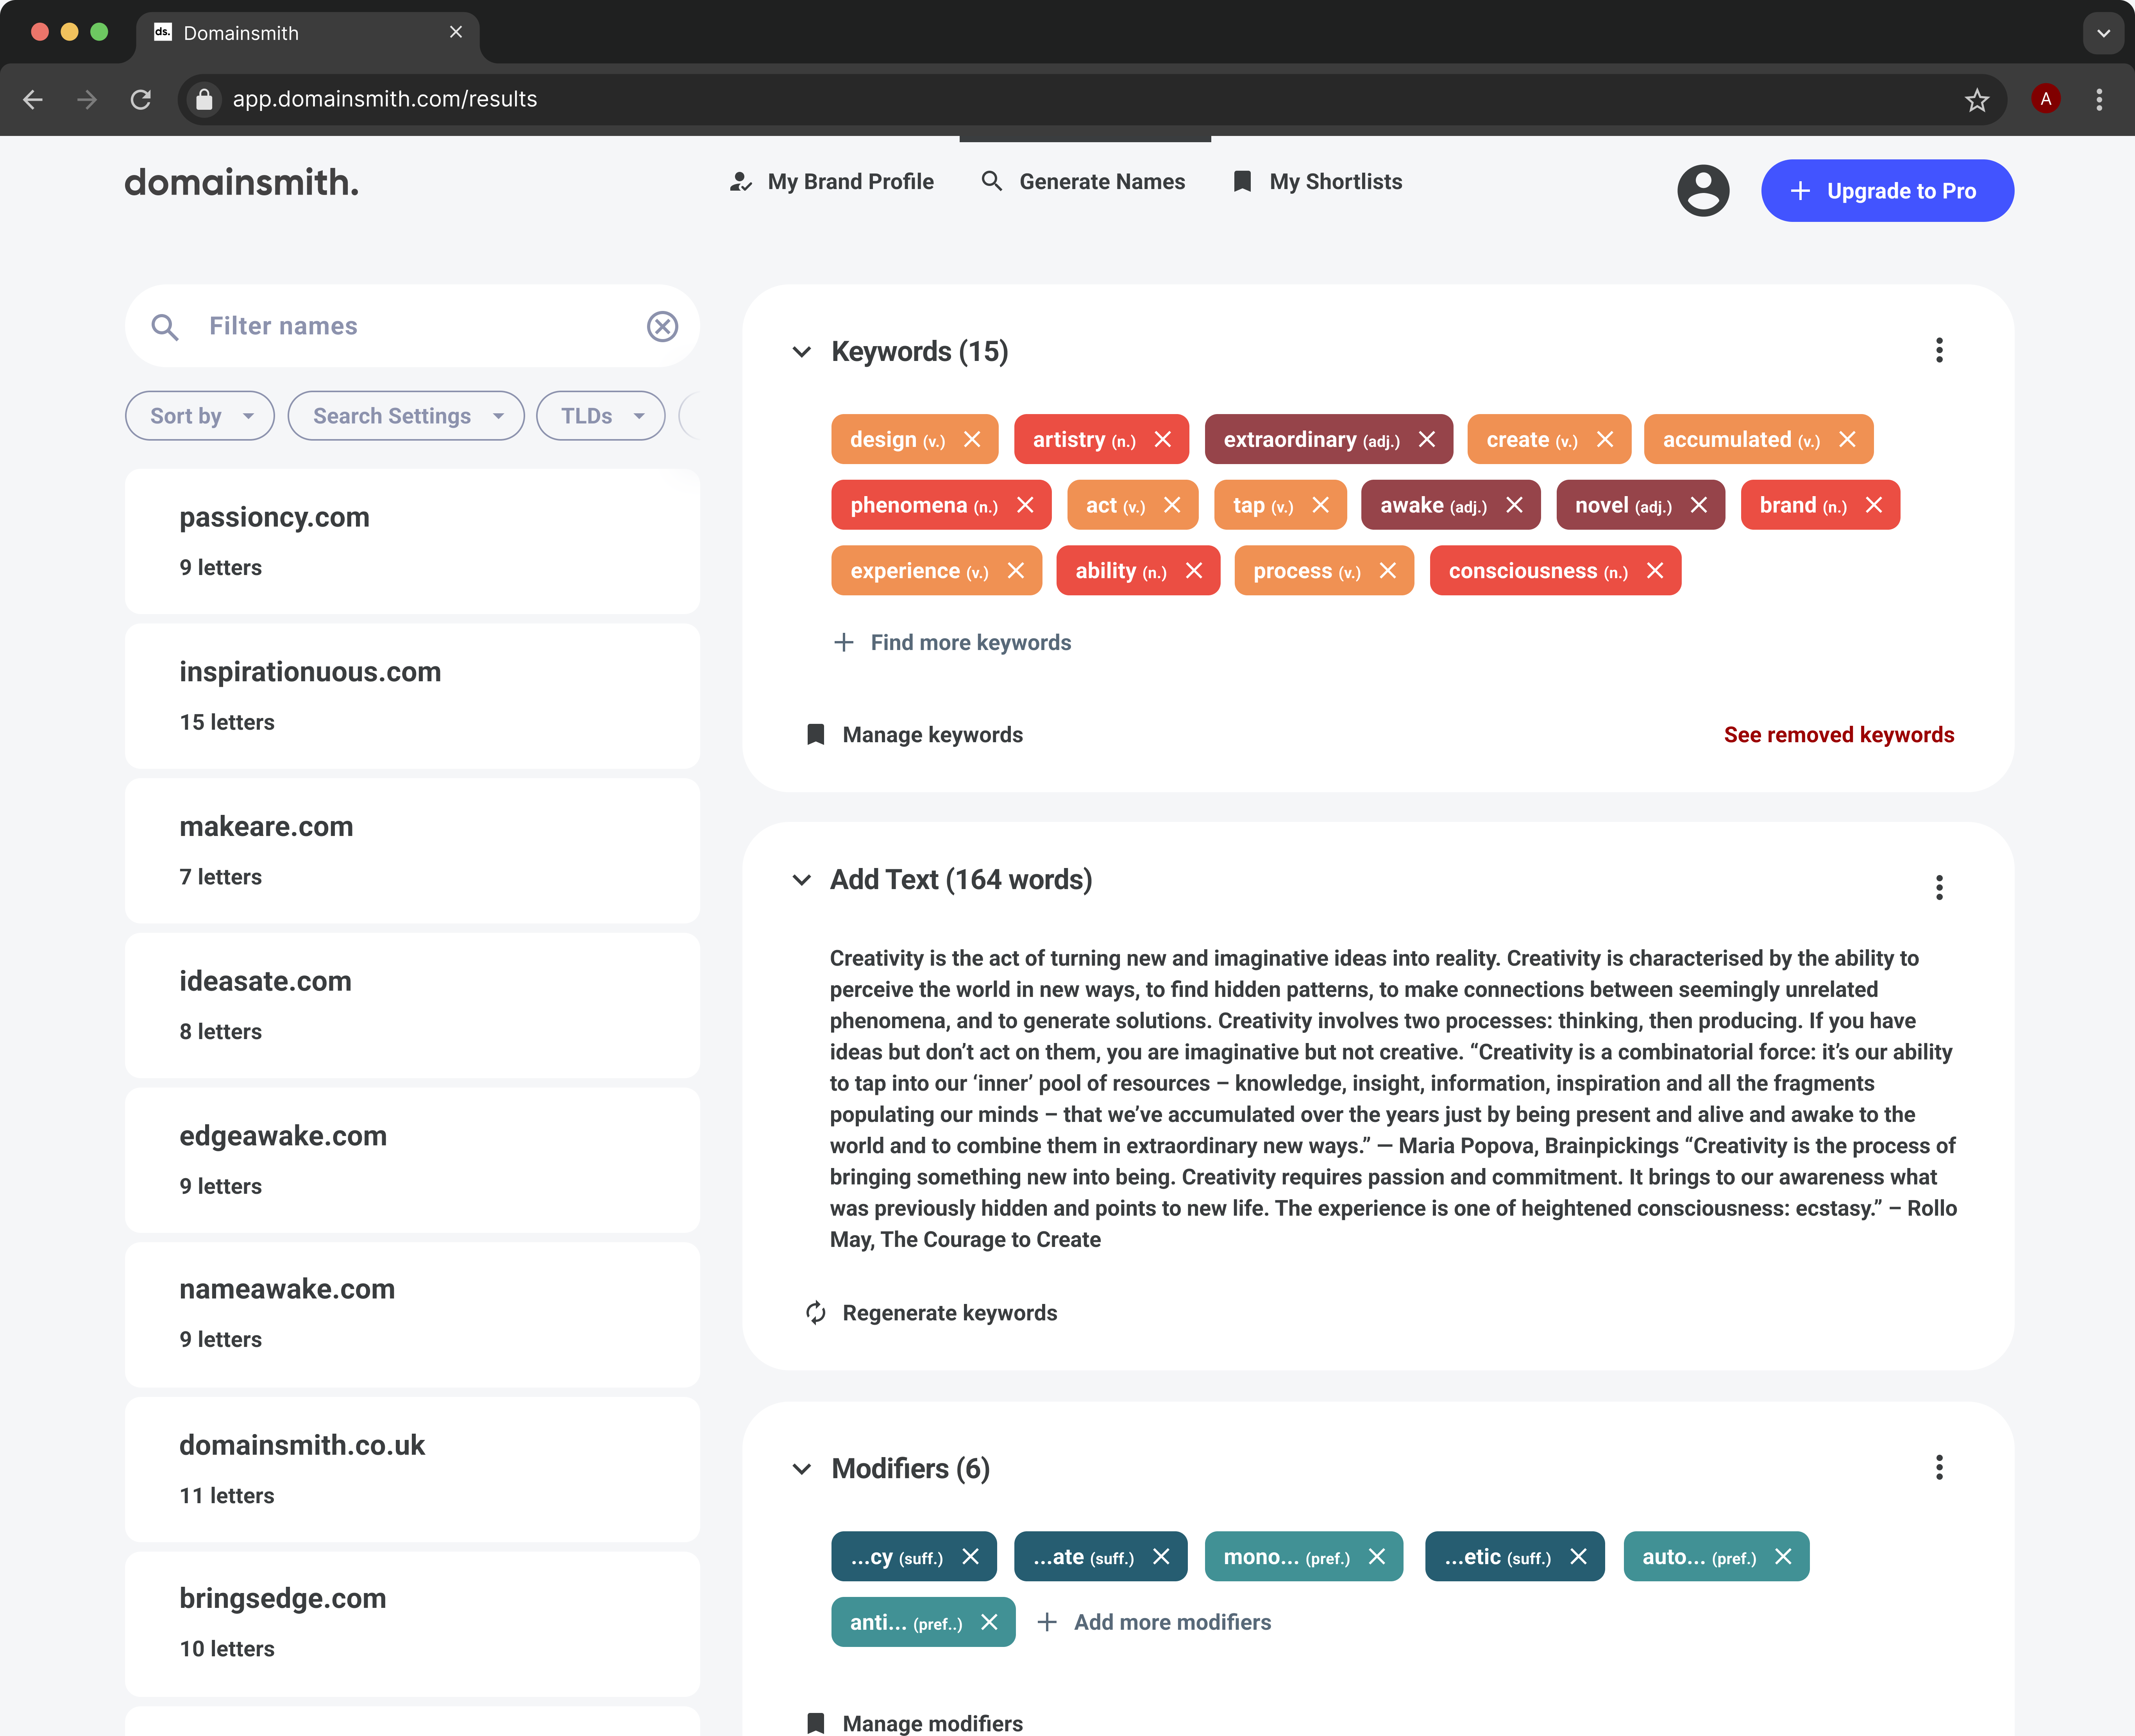 ds. Domainsmith
app.domainsmith.com/results
A
domainsmith.
My Brand Profile
Generate Names
My Shortlists
Upgrade to Pro
Filter names
Sort by
Search Settings
TLDs
passioncy.com
9 letters
inspirationuous.com
15 letters
makeare.com
7 letters
ideasate.com
8 letters
edgeawake.com
9 letters
nameawake.com
9 letters
domainsmith.co.uk
11 letters
bringsedge.com
10 letters
Keywords (15)
design (v.) artistry (n.) extraordinary (adj.) create (v.) accumulated (v.)
phenomena (n.) act (v.) tap (v.) awake (adj.) novel (adj.) brand (n.)
experience (v.) ability (n.) process (v.) consciousness (n.)
Find more keywords
Manage keywords
See removed keywords
Add Text (164 words)
Creativity is the act of turning new and imaginative ideas into reality. Creativity is characterised by the ability to
perceive the world in new ways, to find hidden patterns, to make connections between seemingly unrelated
phenomena, and to generate solutions. Creativity involves two processes: thinking, then producing. If you have
ideas but don’t act on them, you are imaginative but not creative. “Creativity is a combinatorial force: it’s our ability
to tap into our ‘inner’ pool of resources – knowledge, insight, information, inspiration and all the fragments
populating our minds – that we’ve accumulated over the years just by being present and alive and awake to the
world and to combine them in extraordinary new ways.” — Maria Popova, Brainpickings “Creativity is the process of
bringing something new into being. Creativity requires passion and commitment. It brings to our awareness what
was previously hidden and points to new life. The experience is one of heightened consciousness: ecstasy.” – Rollo
May, The Courage to Create
Regenerate keywords
Modifiers (6)
...cy (suff.) ...ate (suff.) mono... (pref.) ...etic (suff.) auto... (pref.)
anti... (pref..) Add more modifiers
Manage modifiers